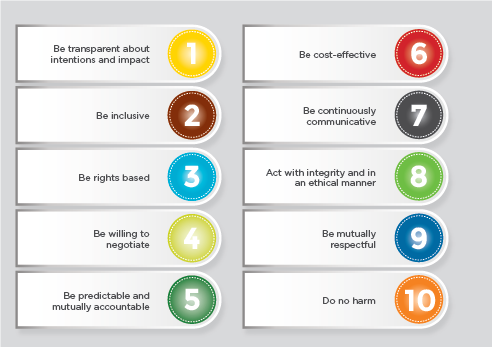 Be transparent about
intentions and impact
1
Be inclusive
2
Be rights based
3
Be willing to
negotiate
4
Be predictable and
mutually accountable
5
Be cost-effective
6
Be continuously
communicative
7
Act with integrity and in
an ethical manner
8
Be mutually
respectful
9
Do no harm
10